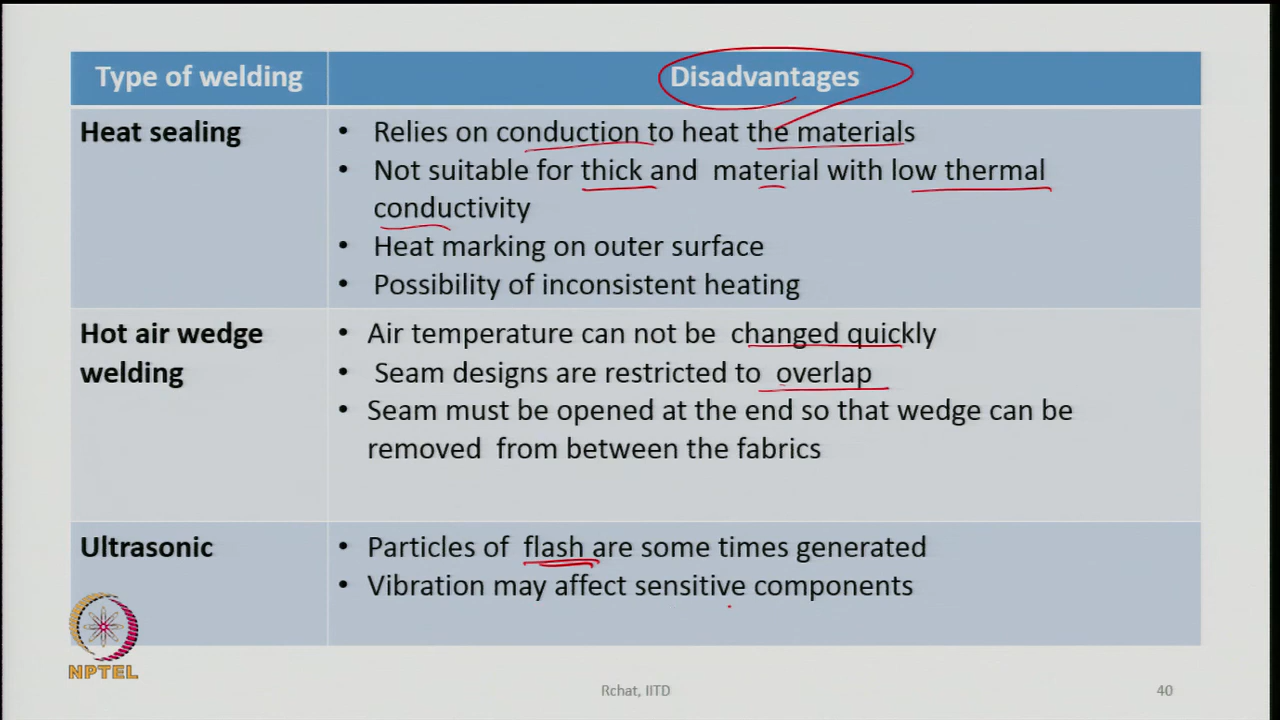 Type of welding
Disadvantages
Heat sealing
• Relies on conduction to heat the materials
• Not suitable for thick and material with low thermal
conductivity
• Heat marking on outer surface
• Possibility of inconsistent heating
Hot air wedge
welding
• Air temperature can not be changed quickly
• Seam designs are restricted to overlap
• Seam must be opened at the end so that wedge can be
removed from between the fabrics
Ultrasonic
• Particles of flash are some times generated
• Vibration may affect sensitive components
NPTEL
Rchat, IITD
40